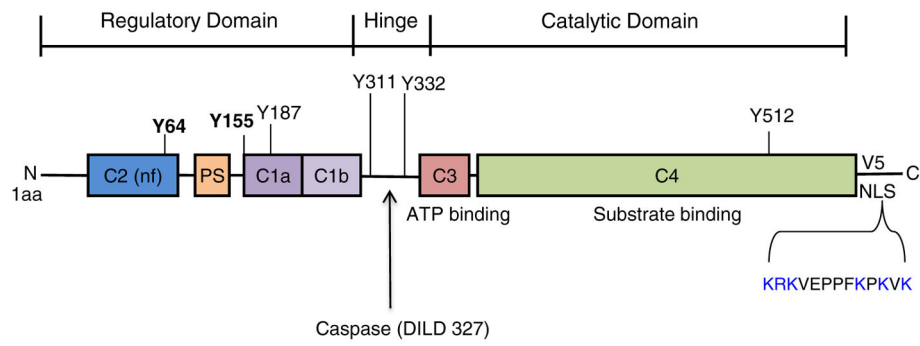 Regulatory Domain Hinge Catalytic Domain
Y311 Y332
Y64 Y155 Y187 Y512
N C2 (nf) PS C1a C1b C3 C4 V5 C
1aa NLS
ATP binding Substrate binding
KRKVEPPFKPKVK
Caspase (DILD 327)